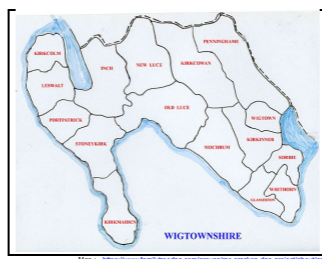 PENNINGHAME
KIRKCOLM
INCH
NEW LUCE
KIRKCOWAN
LESWALT
OLD LUCE
PORTPATRICK
WIGTOWN
STONEYKIRK
MOCHRUM
KIRKINNER
SORBIE
WHITHORN
GLASSERTON
KIRKMAIDEN
WIGTOWNSHIRE